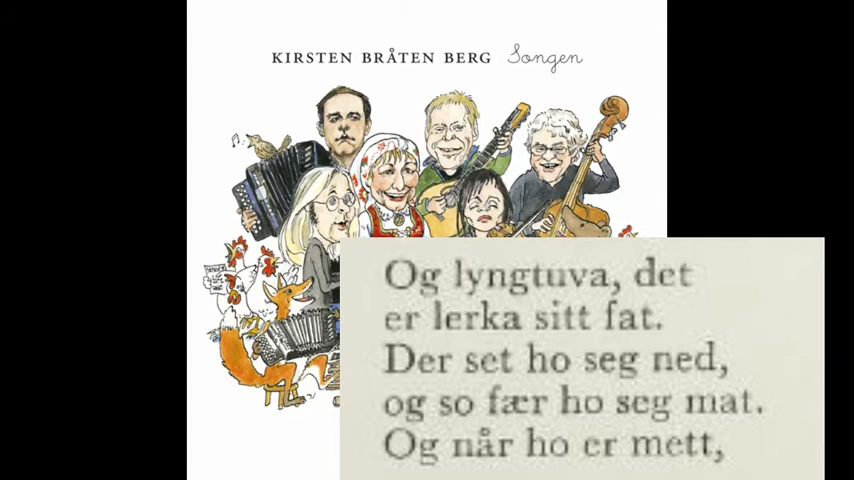 KIRSTEN BRÅTEN BERG Songen
Og lyngtuva, det
er lerka sitt fat.
Der set ho seg ned,
og so fær ho seg mat.
Og når ho er mett,